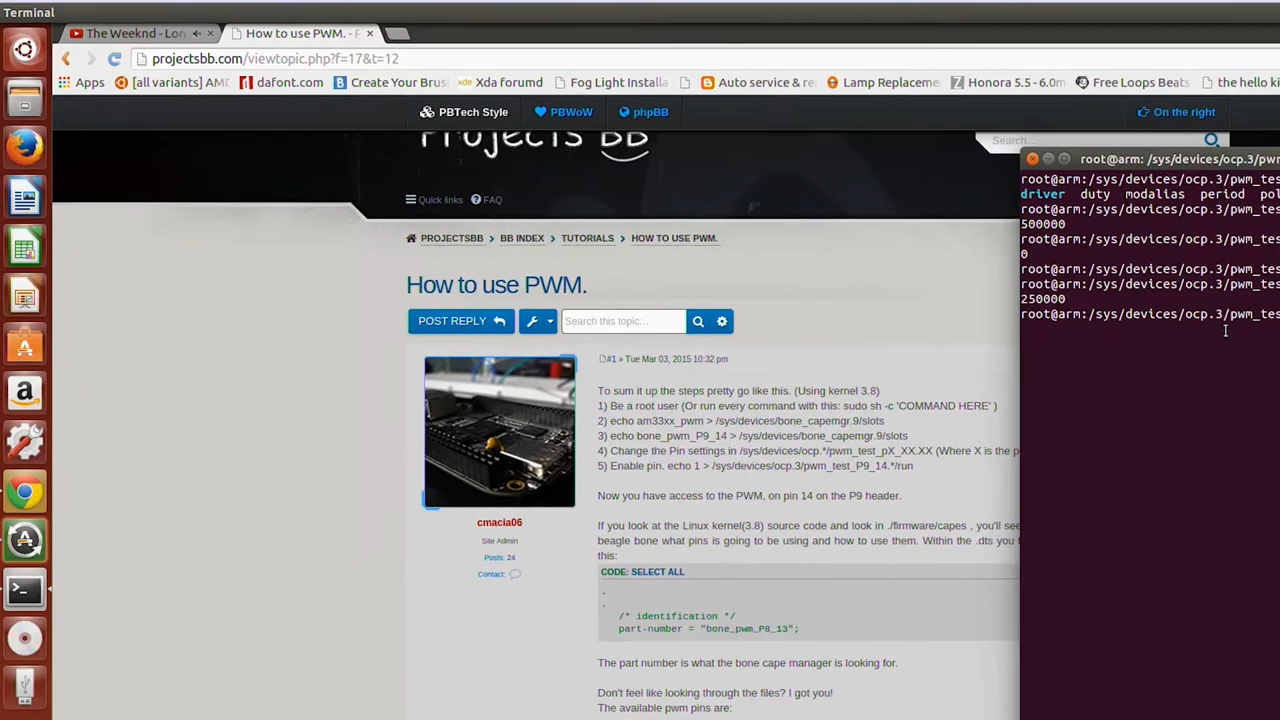 Terminal
The Weeknd - Lon
How to use PWM. - P
projectsbb.com/viewtopic.php?f=17&t=12
Apps
[all variants] AMD
dafont.com
Create Your Brus
Xda forumd
Fog Light Installa
Auto service & re
Lamp Replaceme
Honora 5.5 - 6.0m
Free Loops Beats
the hello ki
PBTech Style
PBWoW
phpBB
On the right
Projects BB
Search...
Quick links
FAQ
PROJECTSBB
BB INDEX
TUTORIALS
HOW TO USE PWM.
How to use PWM.
POST REPLY
Search this topic…
#1 » Tue Mar 03, 2015 10:32 pm
cmacia06
Site Admin
Posts: 24
Contact:
To sum it up the steps pretty go like this. (Using kernel 3.8)
1) Be a root user (Or run every command with this: sudo sh -c 'COMMAND HERE' )
2) echo am33xx_pwm > /sys/devices/bone_capemgr.9/slots
3) echo bone_pwm_P9_14 > /sys/devices/bone_capemgr.9/slots
4) Change the Pin settings in /sys/devices/ocp.*/pwm_test_pX_XX.XX (Where X is the p
5) Enable pin. echo 1 > /sys/devices/ocp.3/pwm_test_P9_14.*/run
Now you have access to the PWM, on pin 14 on the P9 header.
If you look at the Linux kernel(3.8) source code and look in ./firmware/capes , you'll see
beagle bone what pins is going to be using and how to use them. Within the .dts you
this:
CODE: SELECT ALL
.
.
/* identification */
part-number = "bone_pwm_P8_13";
The part number is what the bone cape manager is looking for.
Don't feel like looking through the files? I got you!
The available pwm pins are:
root@arm: /sys/devices/ocp.3/pwm
root@arm:/sys/devices/ocp.3/pwm_tes
driver duty modalias period pol
root@arm:/sys/devices/ocp.3/pwm_tes
500000
root@arm:/sys/devices/ocp.3/pwm_tes
0
root@arm:/sys/devices/ocp.3/pwm_tes
root@arm:/sys/devices/ocp.3/pwm_tes
250000
root@arm:/sys/devices/ocp.3/pwm_tes